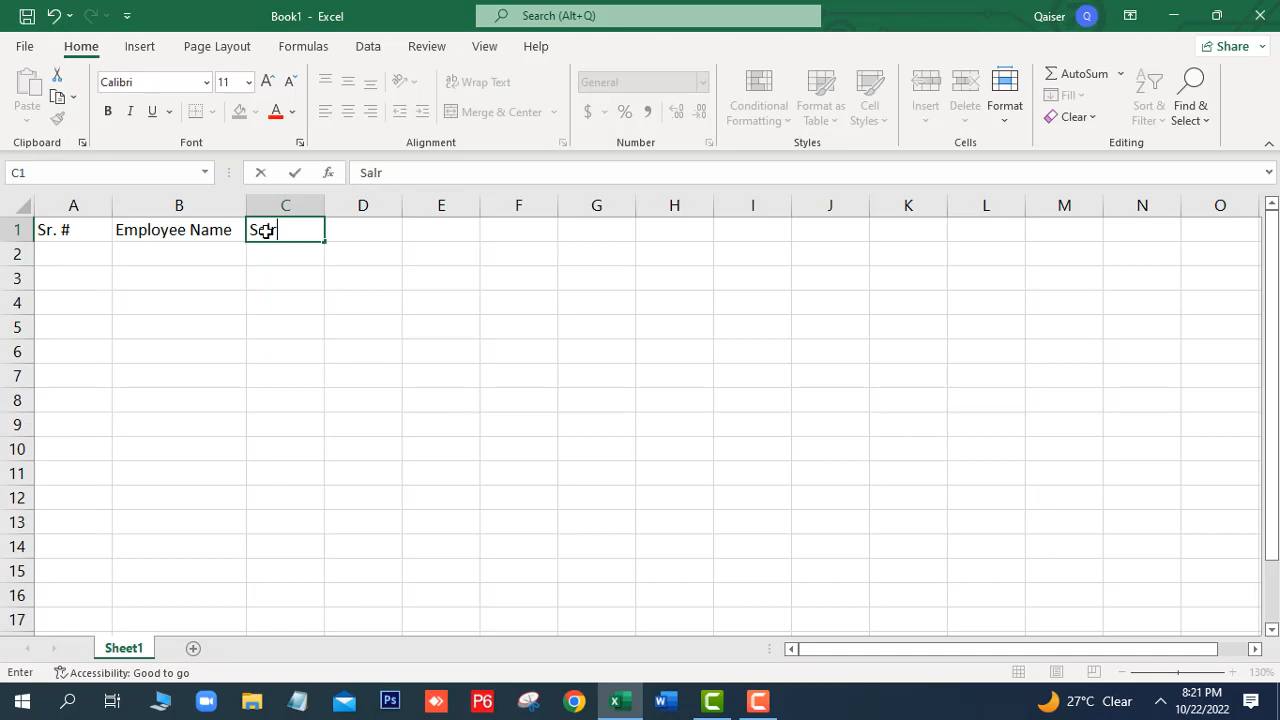 Book1 - Excel
Search (Alt+Q)
Qaiser
Q
File
Home
Insert
Page Layout
Formulas
Data
Review
View
Help
Share
Paste
Clipboard
Calibri
11
B I U
Font
Wrap Text
Merge & Center
Alignment
General
$ % ,
Number
Conditional Formatting
Format as Table
Cell Styles
Styles
Insert
Delete
Format
Cells
AutoSum
Fill
Clear
Sort & Filter
Find & Select
Editing
C1
fx
Salr
A B C D E F G H I J K L M N O
1 Sr. # Employee Name
2
3
4
5
6
7
8
9
10
11
12
13
14
15
16
17
Sheet1
Enter
Accessibility: Good to go
130%
Ps
P6
27°C Clear
8:21 PM
10/22/2022